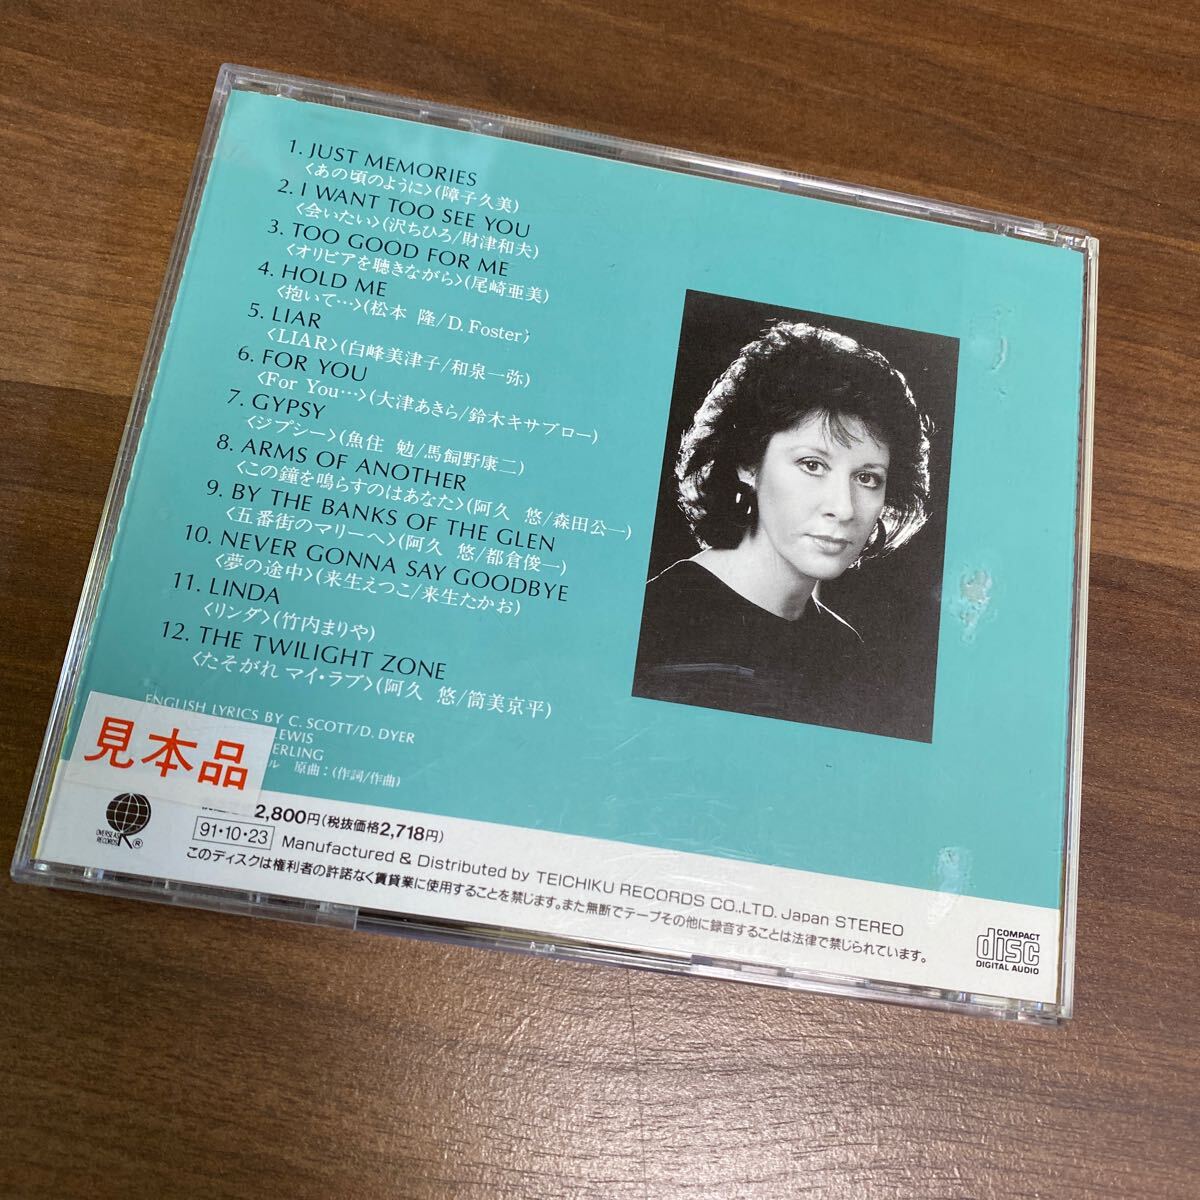 1. JUST MEMORIES
〈あの頃のように〉(障子久美)
2. I WANT TOO SEE YOU
〈会いたい〉(沢ちひろ/財津和夫)
3. TOO GOOD FOR ME
〈オリビアを聴きながら〉(尾崎亜美)
4. HOLD ME
〈抱いて…〉(松本 隆/D. Foster)
5. LIAR
〈LIAR〉(白峰美津子/和泉一弥)
6. FOR YOU
〈For You…〉(大津あきら/鈴木キサブロー)
7. GYPSY
〈ジプシー〉(魚住 勉/馬飼野康二)
8. ARMS OF ANOTHER
〈この鐘を鳴らすのはあなた〉(阿久 悠/森田公一)
9. BY THE BANKS OF THE GLEN
〈五番街のマリーへ〉(阿久 悠/都倉俊一)
10. NEVER GONNA SAY GOODBYE
〈夢の途中〉(来生えつこ/来生たかお)
11. LINDA
〈リンダ〉(竹内まりや)
12. THE TWILIGHT ZONE
〈たそがれ マイ・ラブ〉(阿久 悠/筒美京平)
ENGLISH LYRICS BY C. SCOTT/D. DYER
原曲：(作詞/作曲)
見本品
OVERSEAS RECORDS ®
2,800円(税抜価格2,718円)
91・10・23 Manufactured & Distributed by TEICHIKU RECORDS CO.,LTD. Japan STEREO
このディスクは権利者の許諾なく賃貸業に使用することを禁じます。また無断でテープその他に録音することは法律で禁じられています。
COMPACT
disc
DIGITAL AUDIO